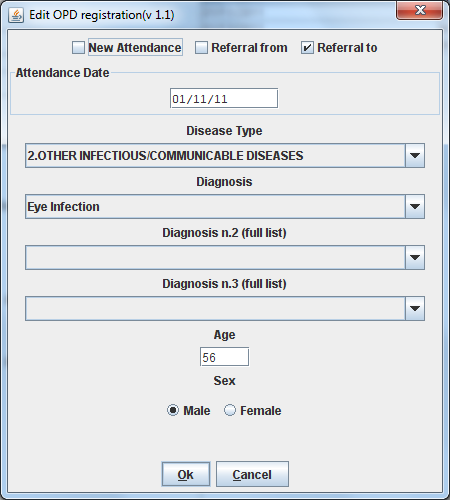 Edit OPD registration(v 1.1)
New Attendance Referral from Referral to
Attendance Date
01/11/11
Disease Type
2.OTHER INFECTIOUS/COMMUNICABLE DISEASES
Diagnosis
Eye Infection
Diagnosis n.2 (full list)
Diagnosis n.3 (full list)
Age
56
Sex
Male Female
Ok Cancel